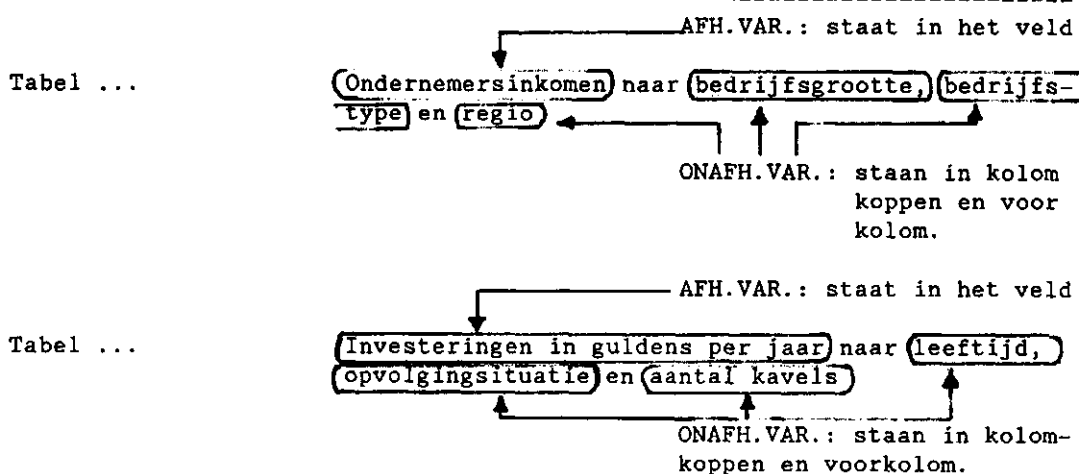 AFH.VAR.: staat in het veld
Tabel ... Ondernemersinkomen naar bedrijfsgrootte, bedrijfs-
type en regio
ONAFH.VAR.: staan in kolom
koppen en voor
kolom.
AFH.VAR.: staat in het veld
Tabel ... Investeringen in guldens per jaar naar leeftijd,
opvolgingsituatie en aantal kavels
ONAFH.VAR.: staan in kolom-
koppen en voorkolom.